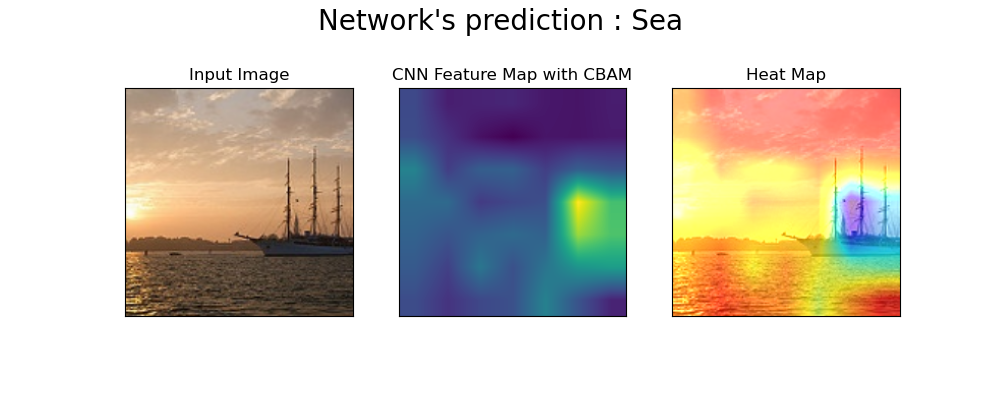 Network's prediction : Sea
Input Image
CNN Feature Map with CBAM
Heat Map